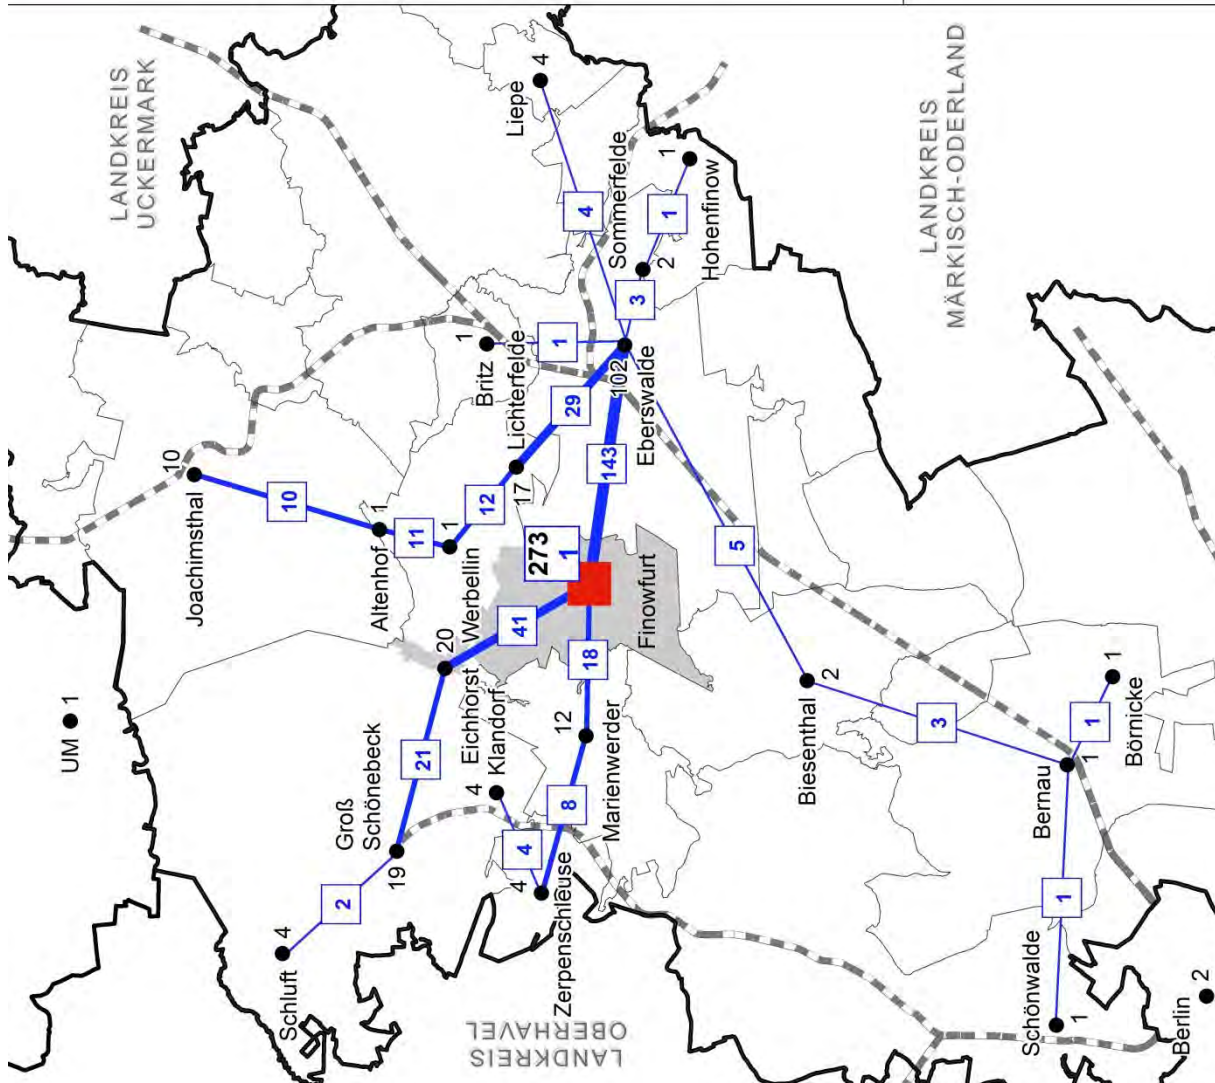 LANDKREIS
UCKERMARK
UM
1
Joachimsthal
10
10
Altenhof
1
11
Werbellin
1
12
Lichterfelde
17
29
Britz
1
1
Liepe
4
4
Sommerfelde
2
3
1
Hohenfinow
1
Eberswalde
102
143
273
1
Finowfurt
41
Eichhorst
20
21
Groß
Schönebeck
19
2
Schluft
4
Klandorf
4
4
Zerpenschleuse
4
8
Marienwerder
12
18
LANDKREIS
OBERHAVEL
LANDKREIS
MÄRKISCH-ODERLAND
5
Biesenthal
2
3
Bernau
1
1
Börnicke
1
1
Schönwalde
1
Berlin
2